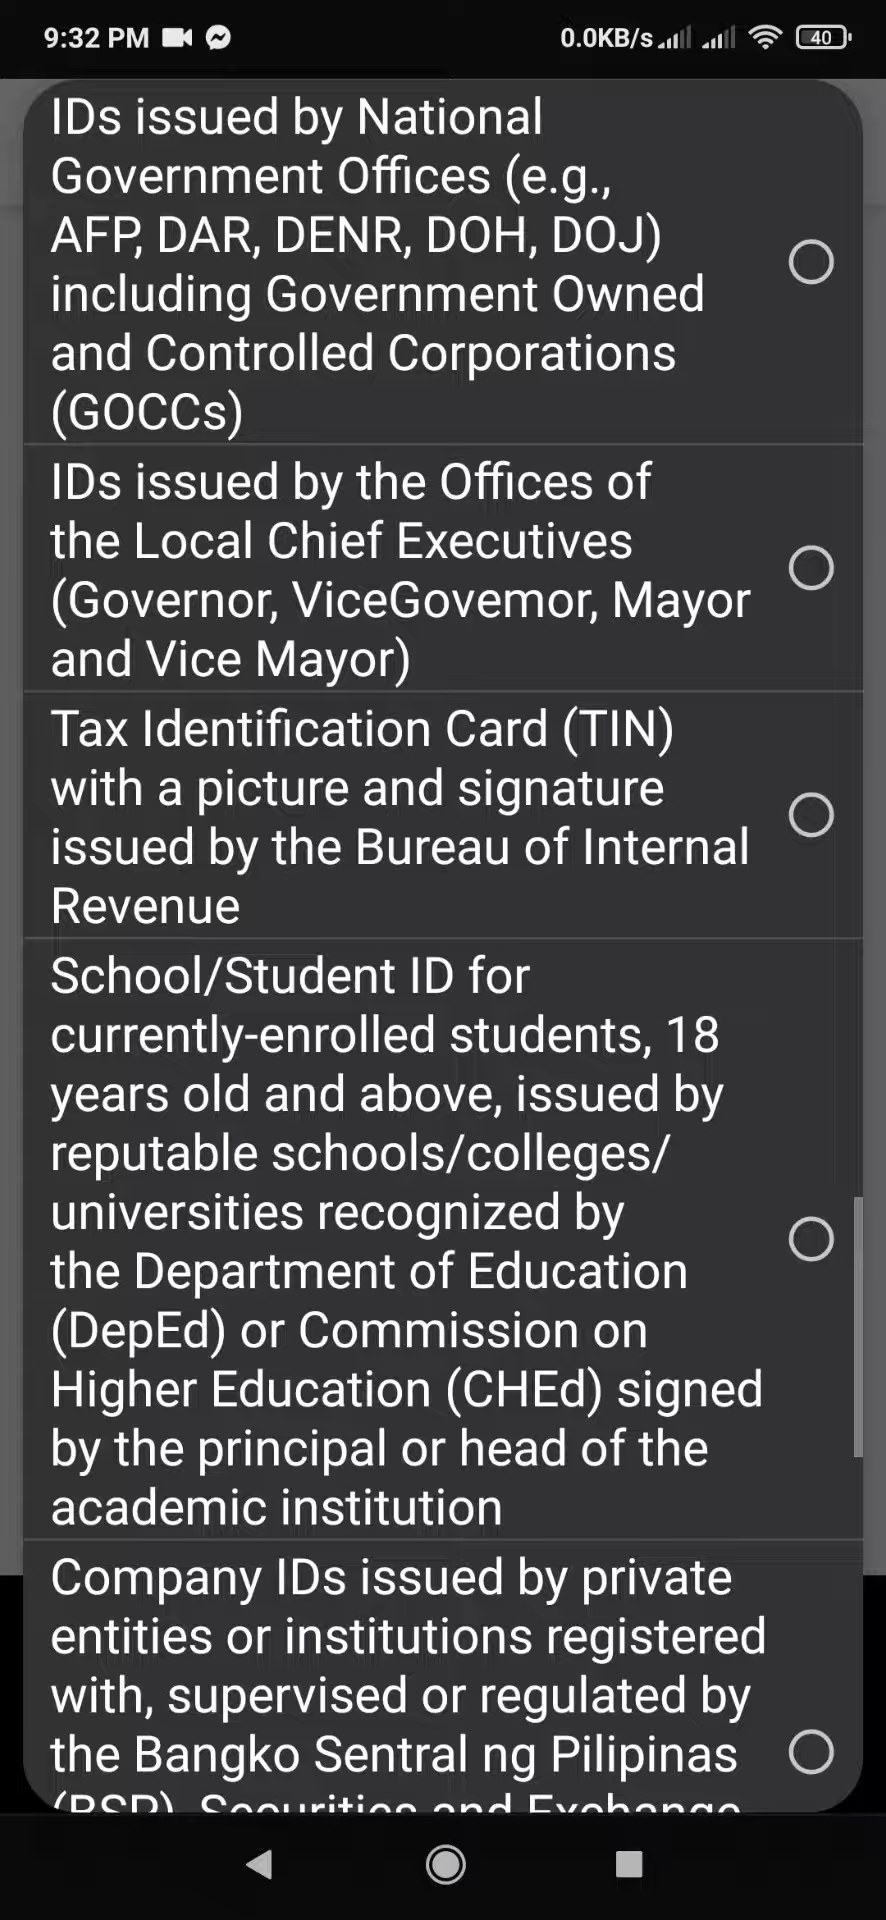 9:32 PM 0.0KB/s 40
IDs issued by National
Government Offices (e.g.,
AFP, DAR, DENR, DOH, DOJ)
including Government Owned
and Controlled Corporations
(GOCCs)
IDs issued by the Offices of
the Local Chief Executives
(Governor, ViceGovemor, Mayor
and Vice Mayor)
Tax Identification Card (TIN)
with a picture and signature
issued by the Bureau of Internal
Revenue
School/Student ID for
currently-enrolled students, 18
years old and above, issued by
reputable schools/colleges/
universities recognized by
the Department of Education
(DepEd) or Commission on
Higher Education (CHEd) signed
by the principal or head of the
academic institution
Company IDs issued by private
entities or institutions registered
with, supervised or regulated by
the Bangko Sentral ng Pilipinas
(BSP), Securities and Exchange